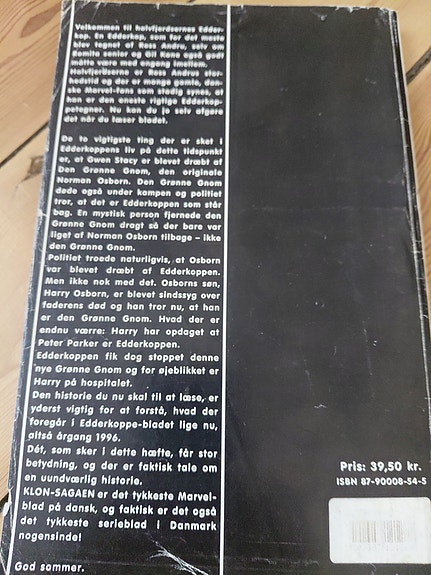 Velkommen til halvfjerdsernes Edder-
kop. En Edderkop, som for det meste
blev tegnet af Ross Andru, selv om
Romita senior og Gil Kane også godt
måtte være med engang imellem.
Halvfjerdserne er Ross Andrus stor-
hedstid og der er mange gamle, dan-
ske Marvel-fans som stadig synes, at
han er den eneste rigtige Edderkop-
petegner. Nu kan du jo selv afgøre
det når du læser bladet.
De to vigtigste ting der er sket i
Edderkoppens liv på dette tidspunkt
er, at Gwen Stacy er blevet dræbt af
Den Grønne Gnom, den originale
Norman Osborn. Den Grønne Gnom
døde også under kampen og politiet
tror, at det er Edderkoppen som står
bag. En mystisk person fjernede den
Grønne Gnom dragt så der bare var
liget af Norman Osborn tilbage – ikke
den Grønne Gnom.
Politiet troede naturligvis, at Osborn
var blevet dræbt af Edderkoppen.
Men ikke nok med det. Osborns søn,
Harry Osborn, er blevet sindssyg over
faderens død og han tror nu, at han
er den Grønne Gnom. Hvad der er
endnu værre: Harry har opdaget at
Peter Parker er Edderkoppen.
Edderkoppen fik dog stoppet denne
nye Grønne Gnom og for øjeblikket er
Harry på hospitalet.
Den historie du nu skal til at læse, er
yderst vigtig for at forstå, hvad der
foregår i Edderkoppe-bladet lige nu,
altså årgang 1996.
Dét, som sker i dette hæfte, får stor
betydning, og der er faktisk tale om
en uundværlig historie.
KLON-SAGAEN er det tykkeste Marvel-
blad på dansk, og faktisk er det også
det tykkeste serieblad i Danmark
nogensinde!
God sommer.
Pris: 39,50 kr.
ISBN 87-90008-54-5